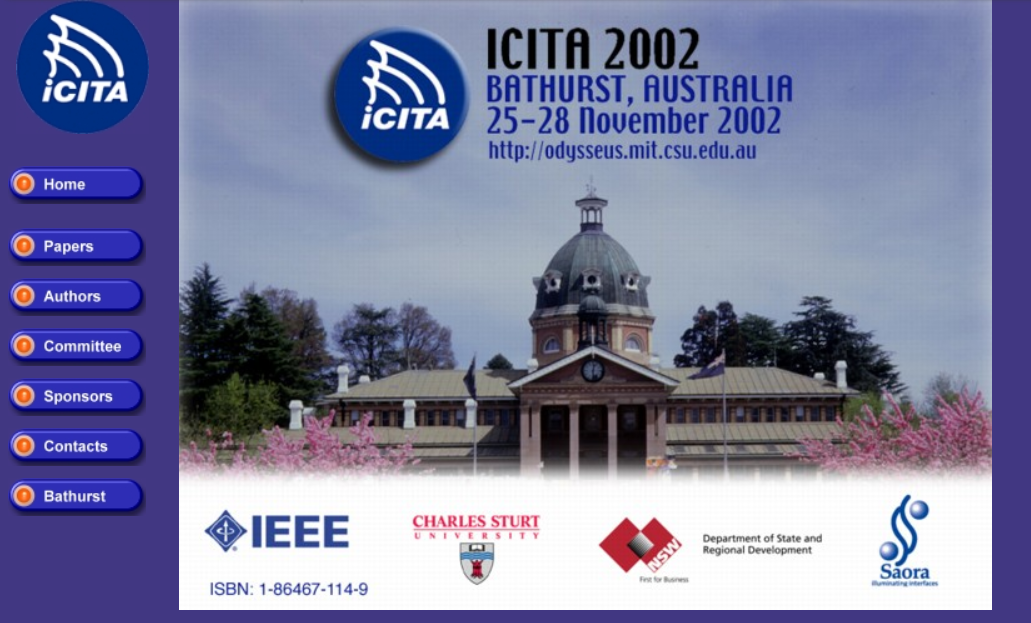 iCITA
Home
Papers
Authors
Committee
Sponsors
Contacts
Bathurst
iCITA
ICITA 2002
BATHURST, AUSTRALIA
25-28 November 2002
http://odysseus.mit.csu.edu.au
IEEE
ISBN: 1-86467-114-9
CHARLES STURT
UNIVERSITY
NSW
First for Business
Department of State and
Regional Development
Saora
illuminating interfaces